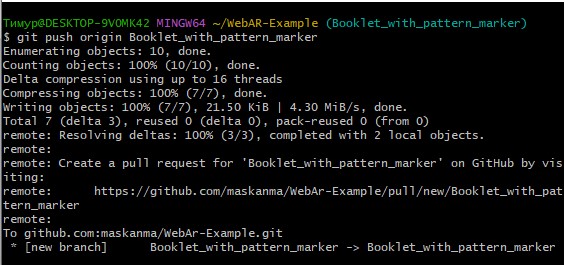 Тимур@DESKTOP-9V0MK42 MINGW64 ~/WebAR-Example (Booklet_with_pattern_marker)
$ git push origin Booklet_with_pattern_marker
Enumerating objects: 10, done.
Counting objects: 100% (10/10), done.
Delta compression using up to 16 threads
Compressing objects: 100% (7/7), done.
Writing objects: 100% (7/7), 21.50 KiB | 4.30 MiB/s, done.
Total 7 (delta 3), reused 0 (delta 0), pack-reused 0 (from 0)
remote: Resolving deltas: 100% (3/3), completed with 2 local objects.
remote:
remote: Create a pull request for 'Booklet_with_pattern_marker' on GitHub by vis
iting:
remote:      https://github.com/maskanma/WebAr-Example/pull/new/Booklet_with_pat
tern_marker
remote:
To github.com:maskanma/WebAr-Example.git
 * [new branch]      Booklet_with_pattern_marker -> Booklet_with_pattern_marker